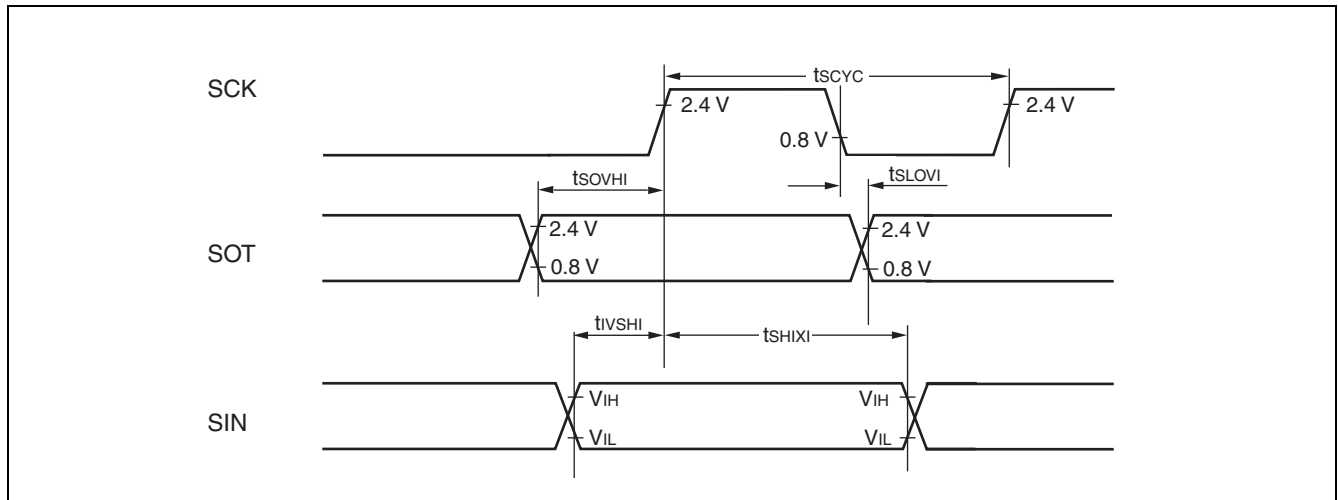 tSCYC
SCK
2.4 V
2.4 V
0.8 V
tSOVHI
tSLOVI
2.4 V
2.4 V
SOT
0.8 V
0.8 V
tIVSHI
tSHIXI
VIH
VIH
SIN
VIL
VIL